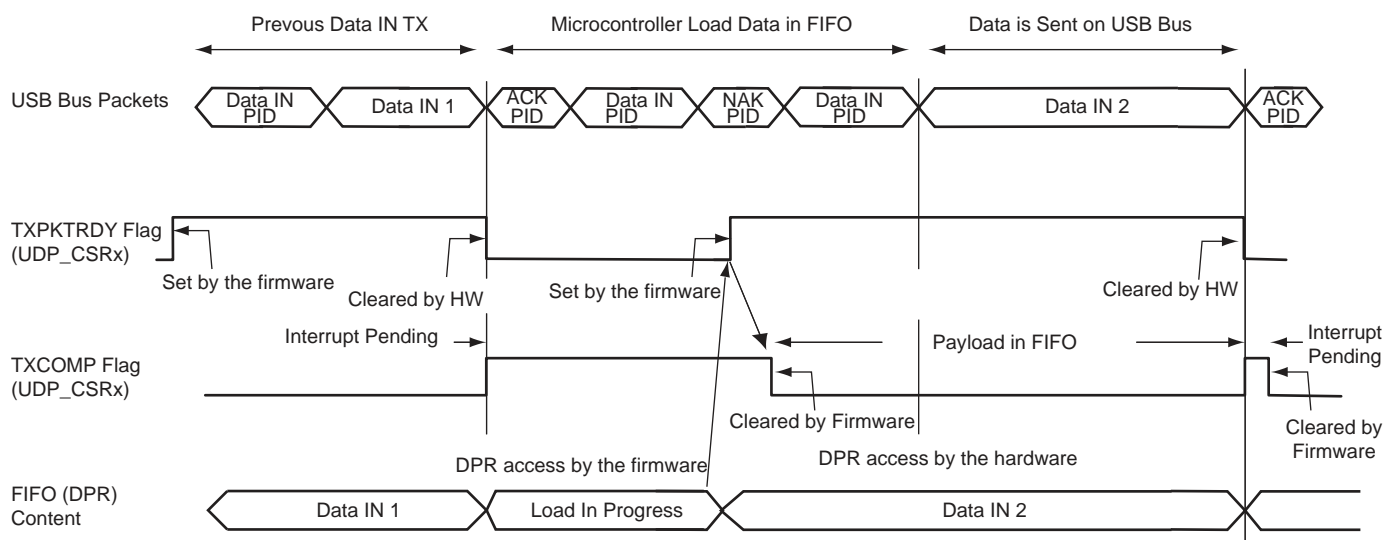 Prevous Data IN TX
Microcontroller Load Data in FIFO
Data is Sent on USB Bus
USB Bus Packets
Data IN
PID
Data IN 1
ACK
PID
Data IN
PID
NAK
PID
Data IN
PID
Data IN 2
ACK
PID
TXPKTRDY Flag
(UDP_CSRx)
Set by the firmware
Cleared by HW
Set by the firmware
Cleared by HW
Interrupt Pending
Payload in FIFO
Interrupt
Pending
TXCOMP Flag
(UDP_CSRx)
Cleared by Firmware
Cleared by
Firmware
DPR access by the firmware
DPR access by the hardware
FIFO (DPR)
Content
Data IN 1
Load In Progress
Data IN 2